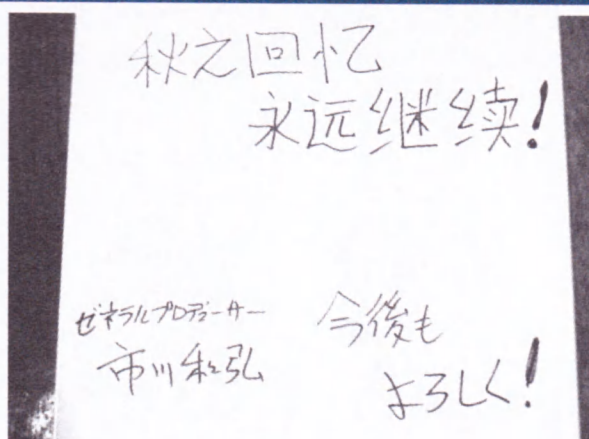 秋之回忆
永远继续!
ゼネラルプロデューサー
市川和弘
今後も
よろしく!